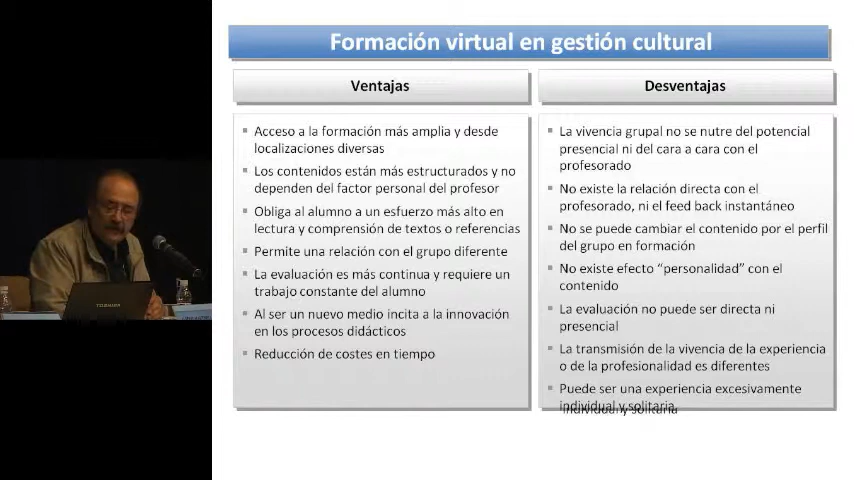 Formación virtual en gestión cultural
Ventajas
Acceso a la formación más amplia y desde
localizaciones diversas
Los contenidos están más estructurados y no
dependen del factor personal del profesor
Obliga al alumno a un esfuerzo más alto en
lectura y comprensión de textos o referencias
Permite una relación con el grupo diferente
La evaluación es más continua y requiere un
trabajo constante del alumno
Al ser un nuevo medio incita a la innovación
en los procesos didácticos
Reducción de costes en tiempo
Desventajas
La vivencia grupal no se nutre del potencial
presencial ni del cara a cara con el
profesorado
No existe la relación directa con el
profesorado, ni el feed back instantáneo
No se puede cambiar el contenido por el perfil
del grupo en formación
No existe efecto “personalidad” con el
contenido
La evaluación no puede ser directa ni
presencial
La transmisión de la vivencia de la experiencia
o de la profesionalidad es diferentes
Puede ser una experiencia excesivamente
individual y solitaria